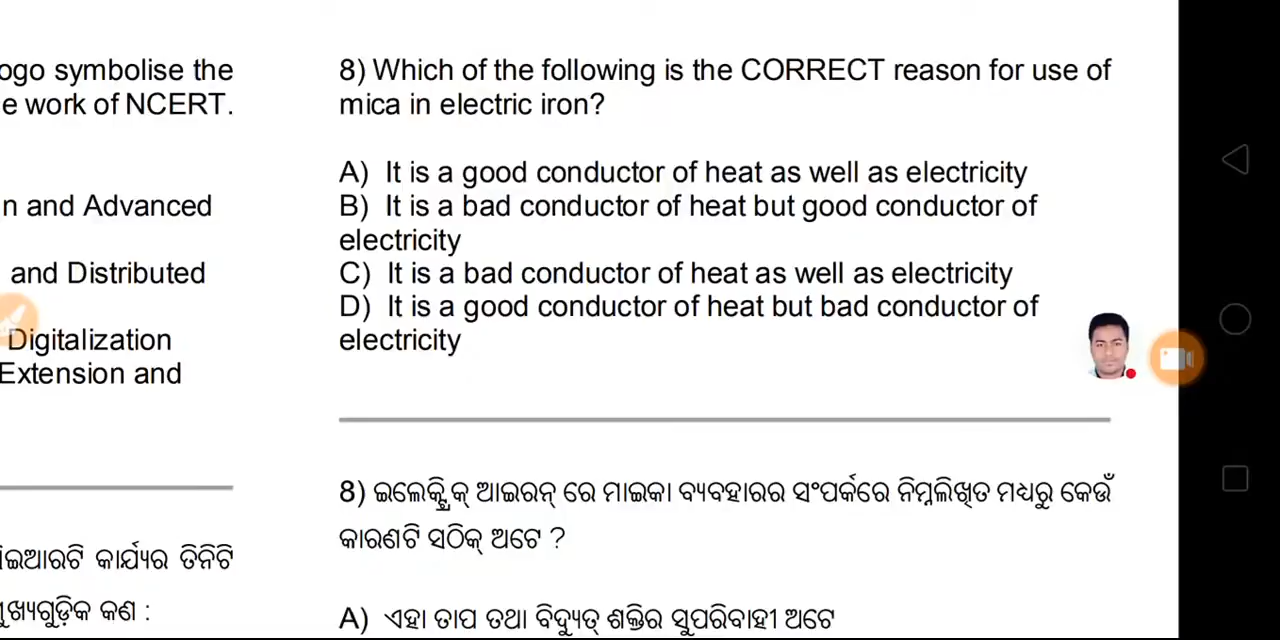 ogo symbolise the
e work of NCERT.
n and Advanced
and Distributed
Digitalization
Extension and
ଇଆରଟି କାର୍ଯ୍ୟର ତିନିଟି
ମୁଖ୍ୟଗୁଡ଼ିକ କଣ :
8) Which of the following is the CORRECT reason for use of
mica in electric iron?
A) It is a good conductor of heat as well as electricity
B) It is a bad conductor of heat but good conductor of
electricity
C) It is a bad conductor of heat as well as electricity
D) It is a good conductor of heat but bad conductor of
electricity
8) ଇଲେକ୍ଟ୍ରିକ୍ ଆଇରନ୍ ରେ ମାଇକା ବ୍ୟବହାରର ସଂପର୍କରେ ନିମ୍ନଲିଖିତ ମଧ୍ୟରୁ କେଉଁ
କାରଣଟି ସଠିକ୍ ଅଟେ ?
A) ଏହା ତାପ ତଥା ବିଦ୍ୟୁତ୍ ଶକ୍ତିର ସୁପରିବାହୀ ଅଟେ